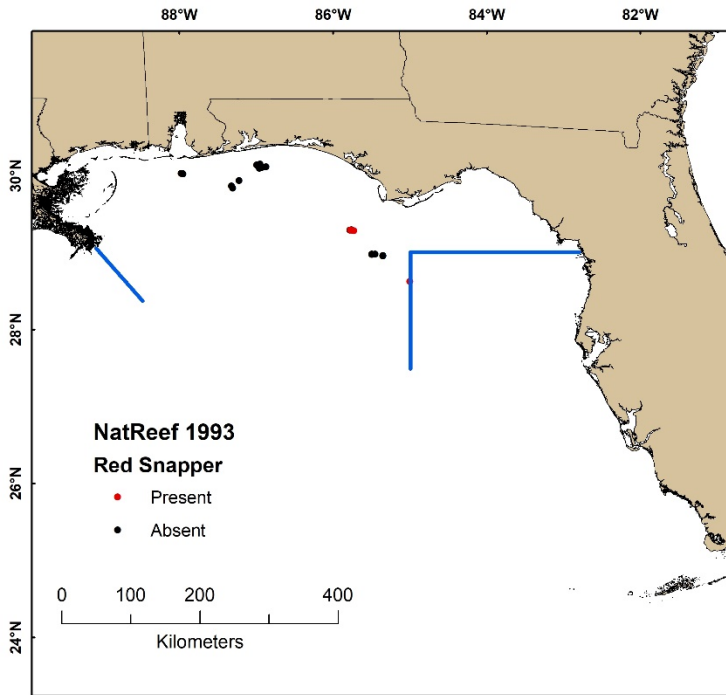 88°W 86°W 84°W 82°W
30°N
28°N
26°N
24°N
NatReef 1993
Red Snapper
Present
Absent
0 100 200 400
Kilometers